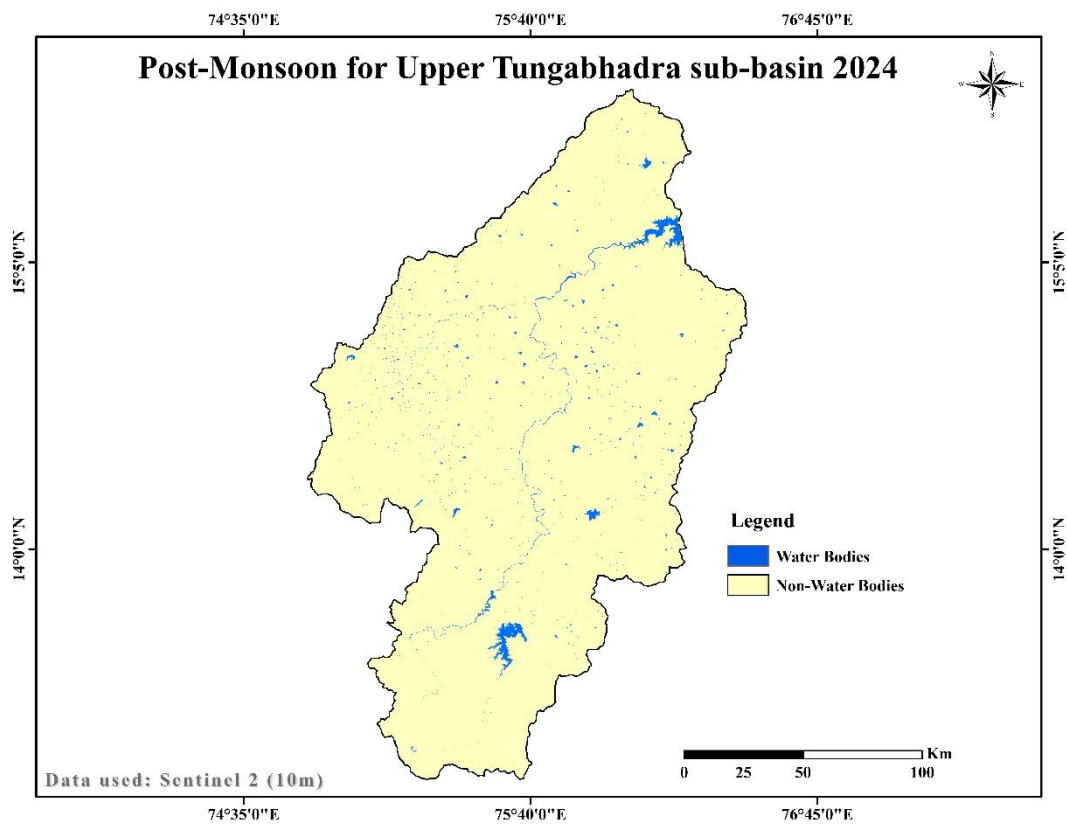 74°35'0"E 75°40'0"E 76°45'0"E
Post-Monsoon for Upper Tungabhadra sub-basin 2024
N
W E
S
15°5'0"N 15°5'0"N
14°0'0"N 14°0'0"N
Legend
Water Bodies
Non-Water Bodies
Km
0 25 50 100
Data used: Sentinel 2 (10m)
74°35'0"E 75°40'0"E 76°45'0"E